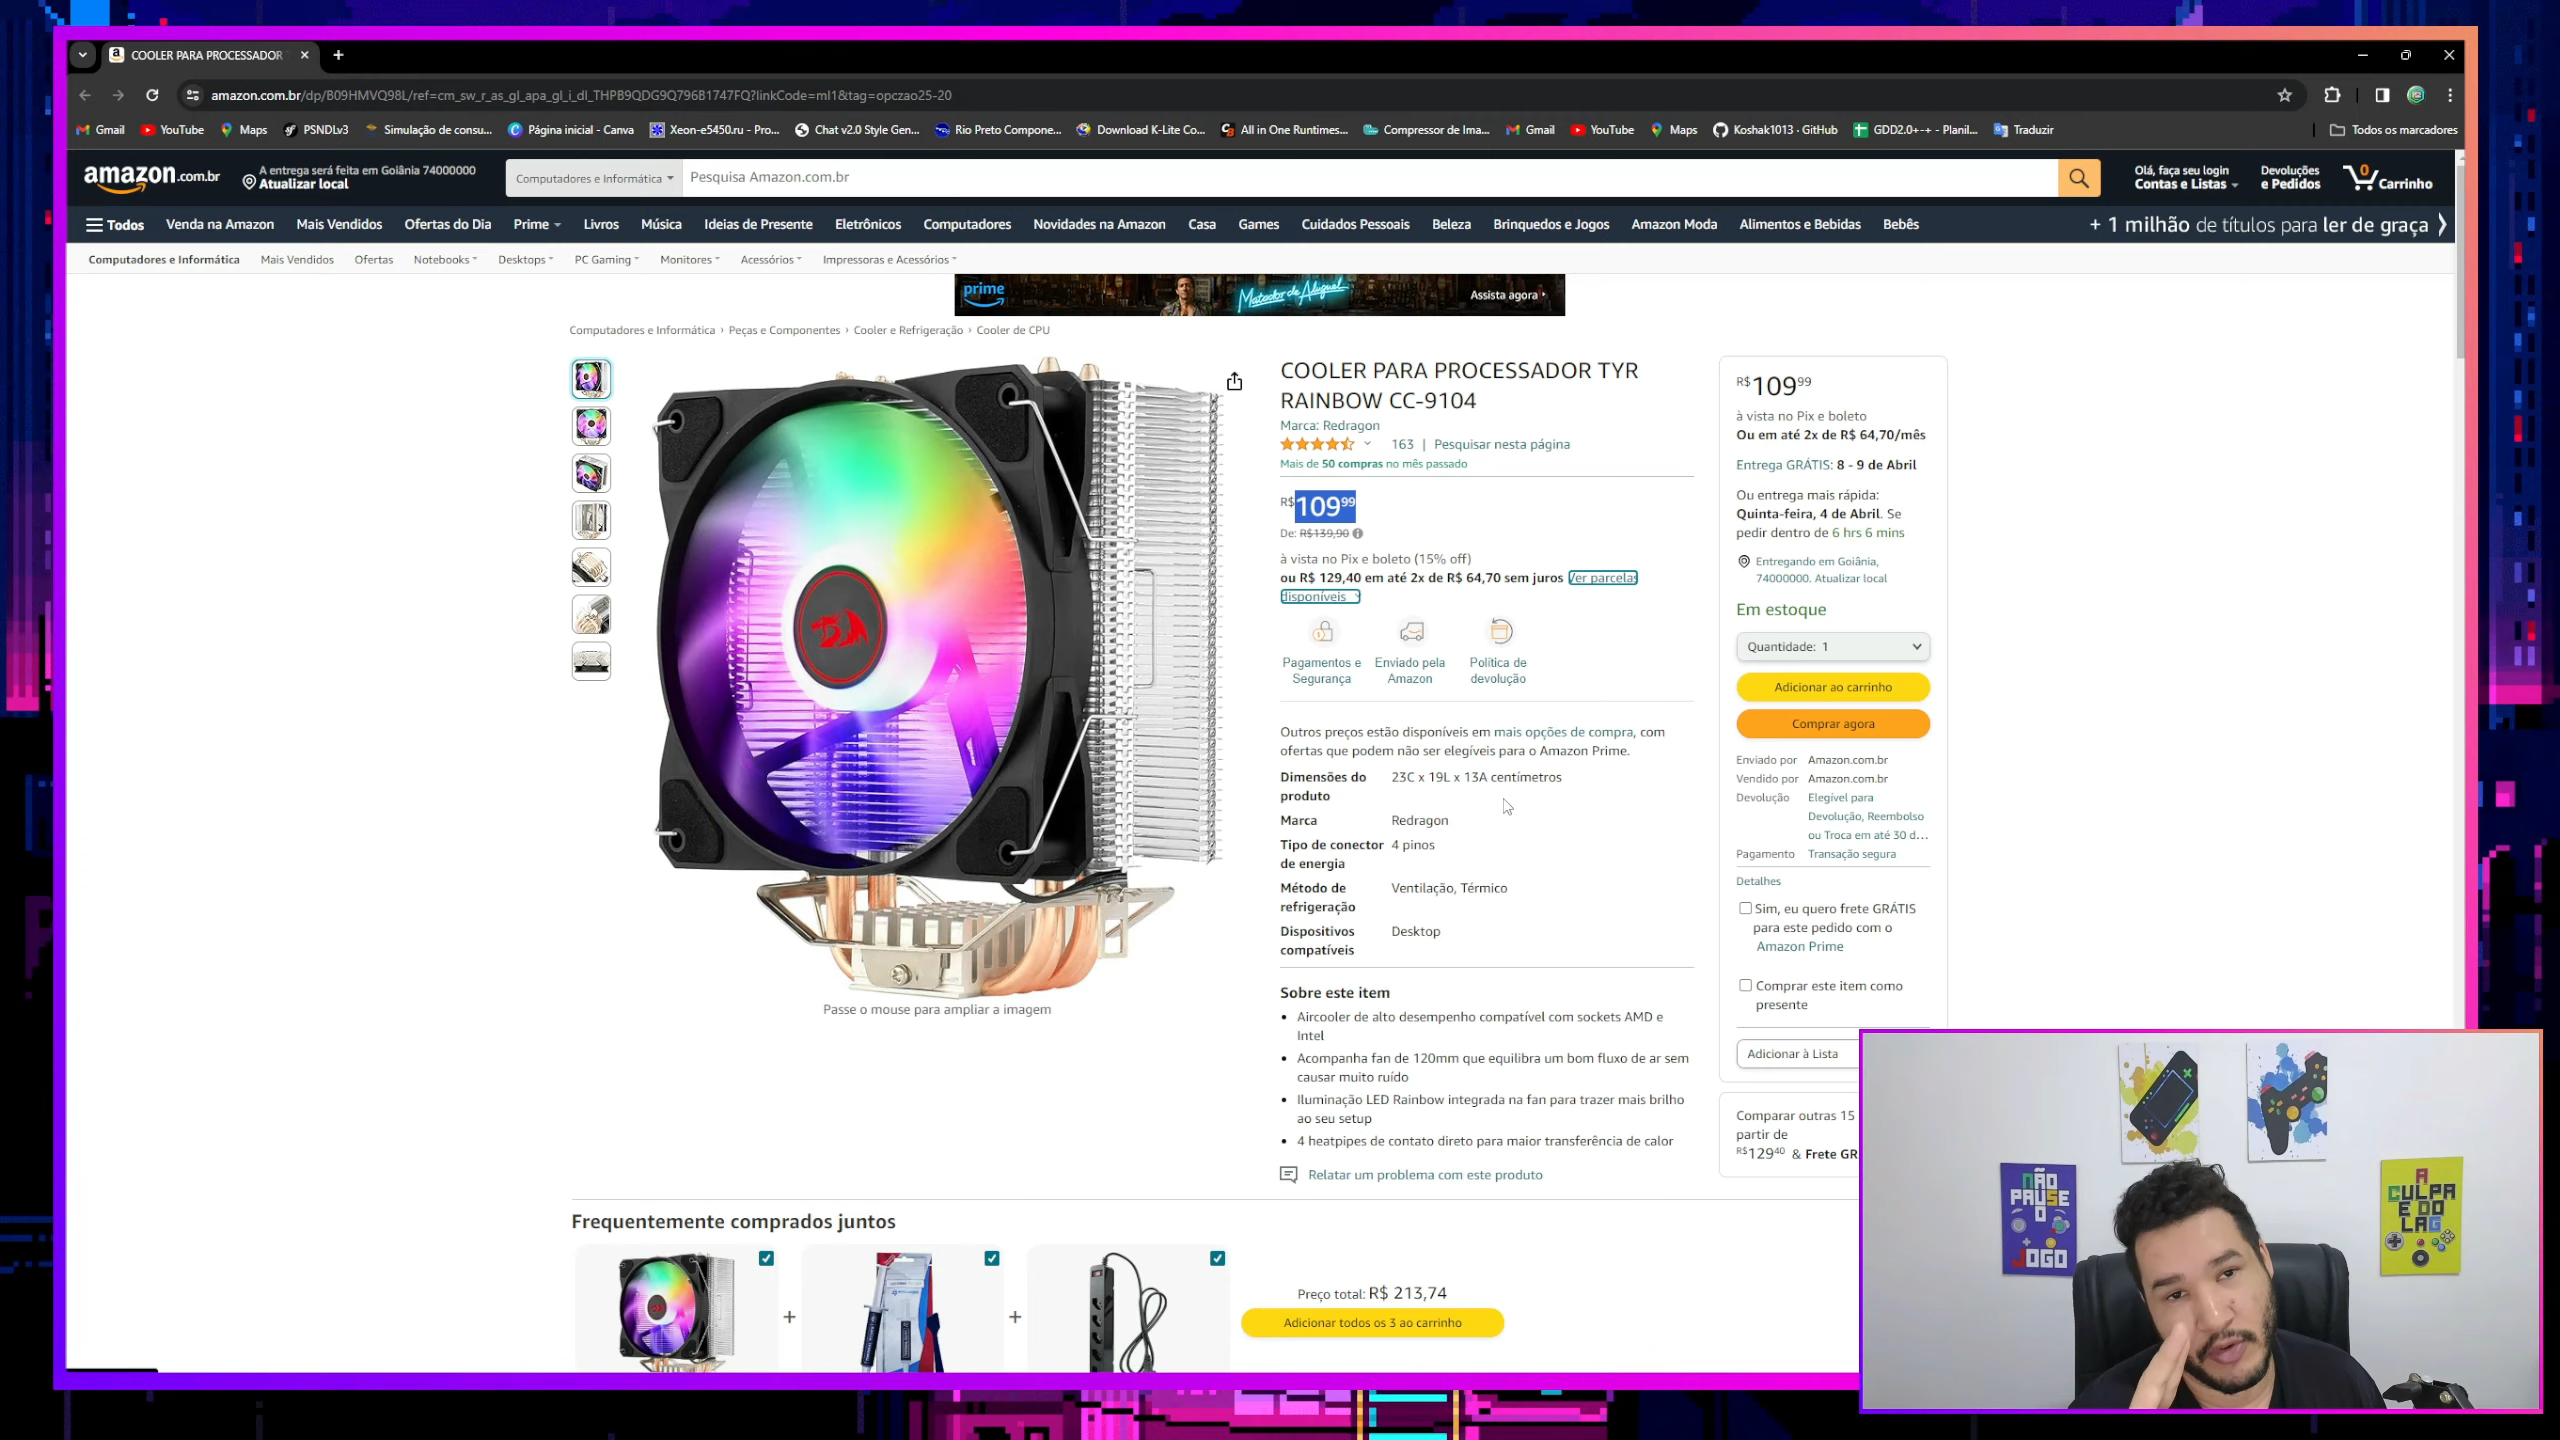 COOLER PARA PROCESSADOR
amazon.com.br/dp/B09HMVQ98L/ref=cm_sw_r_as_gl_apa_gl_i_dl_THPB9QDG9Q796B1747FQ?linkCode=ml1&tag=opczao25-20
Gmail YouTube Maps PSNDLv3 Simulação de consu... Página inicial - Canva Xeon-e5450.ru - Pro... Chat v2.0 Style Gen... Rio Preto Compone... Download K-Lite Co... All in One Runtimes... Compressor de Ima... Gmail YouTube Maps Koshak1013 · GitHub GDD2.0+-+ - Planil... Traduzir Todos os marcadores
amazon.com.br
A entrega será feita em Goiânia 74000000
Atualizar local
Computadores e Informática
Pesquisa Amazon.com.br
Olá, faça seu login
Contas e Listas
Devoluções
e Pedidos
0
Carrinho
Todos Venda na Amazon Mais Vendidos Ofertas do Dia Prime Livros Música Ideias de Presente Eletrônicos Computadores Novidades na Amazon Casa Games Cuidados Pessoais Beleza Brinquedos e Jogos Amazon Moda Alimentos e Bebidas Bebês
+ 1 milhão de títulos para ler de graça
Computadores e Informática Mais Vendidos Ofertas Notebooks Desktops PC Gaming Monitores Acessórios Impressoras e Acessórios
prime Matador de Aluguel Assista agora
Computadores e Informática › Peças e Componentes › Cooler e Refrigeração › Cooler de CPU
Passe o mouse para ampliar a imagem
COOLER PARA PROCESSADOR TYR
RAINBOW CC-9104
Marca: Redragon
163 | Pesquisar nesta página
Mais de 50 compras no mês passado
R$10999
De: R$139,90
à vista no Pix e boleto (15% off)
ou R$ 129,40 em até 2x de R$ 64,70 sem juros Ver parcelas
disponíveis
Pagamentos e
Segurança
Enviado pela
Amazon
Política de
devolução
Outros preços estão disponíveis em mais opções de compra, com
ofertas que podem não ser elegíveis para o Amazon Prime.
Dimensões do
produto
23C x 19L x 13A centímetros
Marca Redragon
Tipo de conector
de energia
4 pinos
Método de
refrigeração
Ventilação, Térmico
Dispositivos
compatíveis
Desktop
Sobre este item
• Aircooler de alto desempenho compatível com sockets AMD e
Intel
• Acompanha fan de 120mm que equilibra um bom fluxo de ar sem
causar muito ruído
• Iluminação LED Rainbow integrada na fan para trazer mais brilho
ao seu setup
• 4 heatpipes de contato direto para maior transferência de calor
Relatar um problema com este produto
R$10999
à vista no Pix e boleto
Ou em até 2x de R$ 64,70/mês
Entrega GRÁTIS: 8 - 9 de Abril
Ou entrega mais rápida:
Quinta-feira, 4 de Abril. Se
pedir dentro de 6 hrs 6 mins
Entregando em Goiânia,
74000000. Atualizar local
Em estoque
Quantidade: 1
Adicionar ao carrinho
Comprar agora
Enviado por Amazon.com.br
Vendido por Amazon.com.br
Devolução Elegível para
Devolução, Reembolso
ou Troca em até 30 d...
Pagamento Transação segura
Detalhes
Sim, eu quero frete GRÁTIS
para este pedido com o
Amazon Prime
Comprar este item como
presente
Adicionar à Lista
Comparar outras 15
partir de
R$12940 & Frete GR
Frequentemente comprados juntos
+
+
Preço total: R$ 213,74
Adicionar todos os 3 ao carrinho
NÃO
PAUSE
O
JOGO
A
CULPA
É DO
LAG